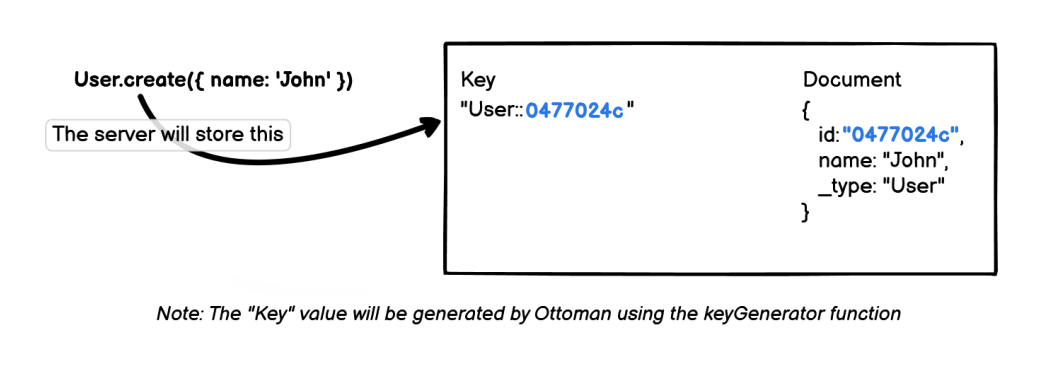 User.create({ name: 'John' })
The server will store this
Key
"User::0477024c"
Document
{
id:"0477024c",
name: "John",
_type: "User"
}
Note: The "Key" value will be generated by Ottoman using the keyGenerator function